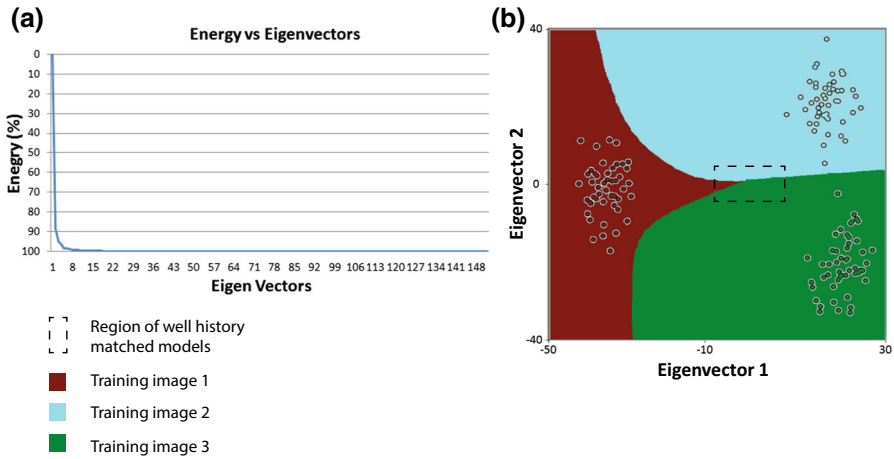 (a)
Energy vs Eigenvectors
Enegry (%)
0
10
20
30
40
50
60
70
80
90
100
1 8 15 22 29 36 43 50 57 64 71 78 85 92 99 106 113 120 127 134 141 148
Eigen Vectors
Region of well history
matched models
Training image 1
Training image 2
Training image 3
(b)
Eigenvector 2
40
0
-40
-50 -10 30
Eigenvector 1